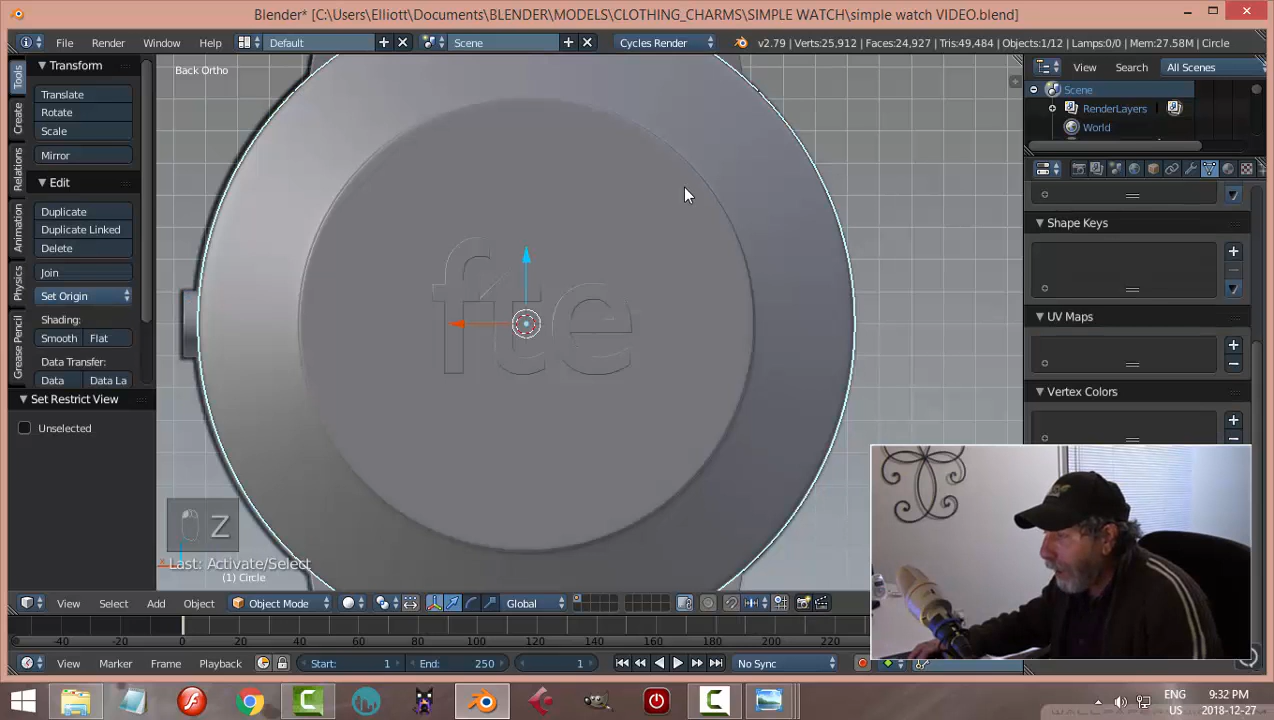 Blender* [C:\Users\Elliott\Documents\BLENDER\MODELS\CLOTHING_CHARMS\SIMPLE WATCH\simple watch VIDEO.blend]
File Render Window Help Default Scene Cycles Render v2.79 | Verts:25,912 | Faces:24,927 | Tris:49,484 | Objects:1/12 | Lamps:0/0 | Mem:27.58M | Circle
Transform
Translate
Rotate
Scale
Mirror
Edit
Duplicate
Duplicate Linked
Delete
Join
Set Origin
Shading:
Smooth Flat
Data Transfer:
Data Data La
Set Restrict View
Unselected
Tools
Create
Relations
Animation
Physics
Grease Pencil
Back Ortho
fte
Z
Last: Activate/Select
(1) Circle
View Search All Scenes
Scene
RenderLayers
World
Shape Keys
UV Maps
Vertex Colors
View Select Add Object Object Mode Global
-40 -20 0 20 40 60 80 100 120 140 160 180 200 220
View Marker Frame Playback Start: 1 End: 250 1 No Sync
ENG 9:32 PM
US 2018-12-27